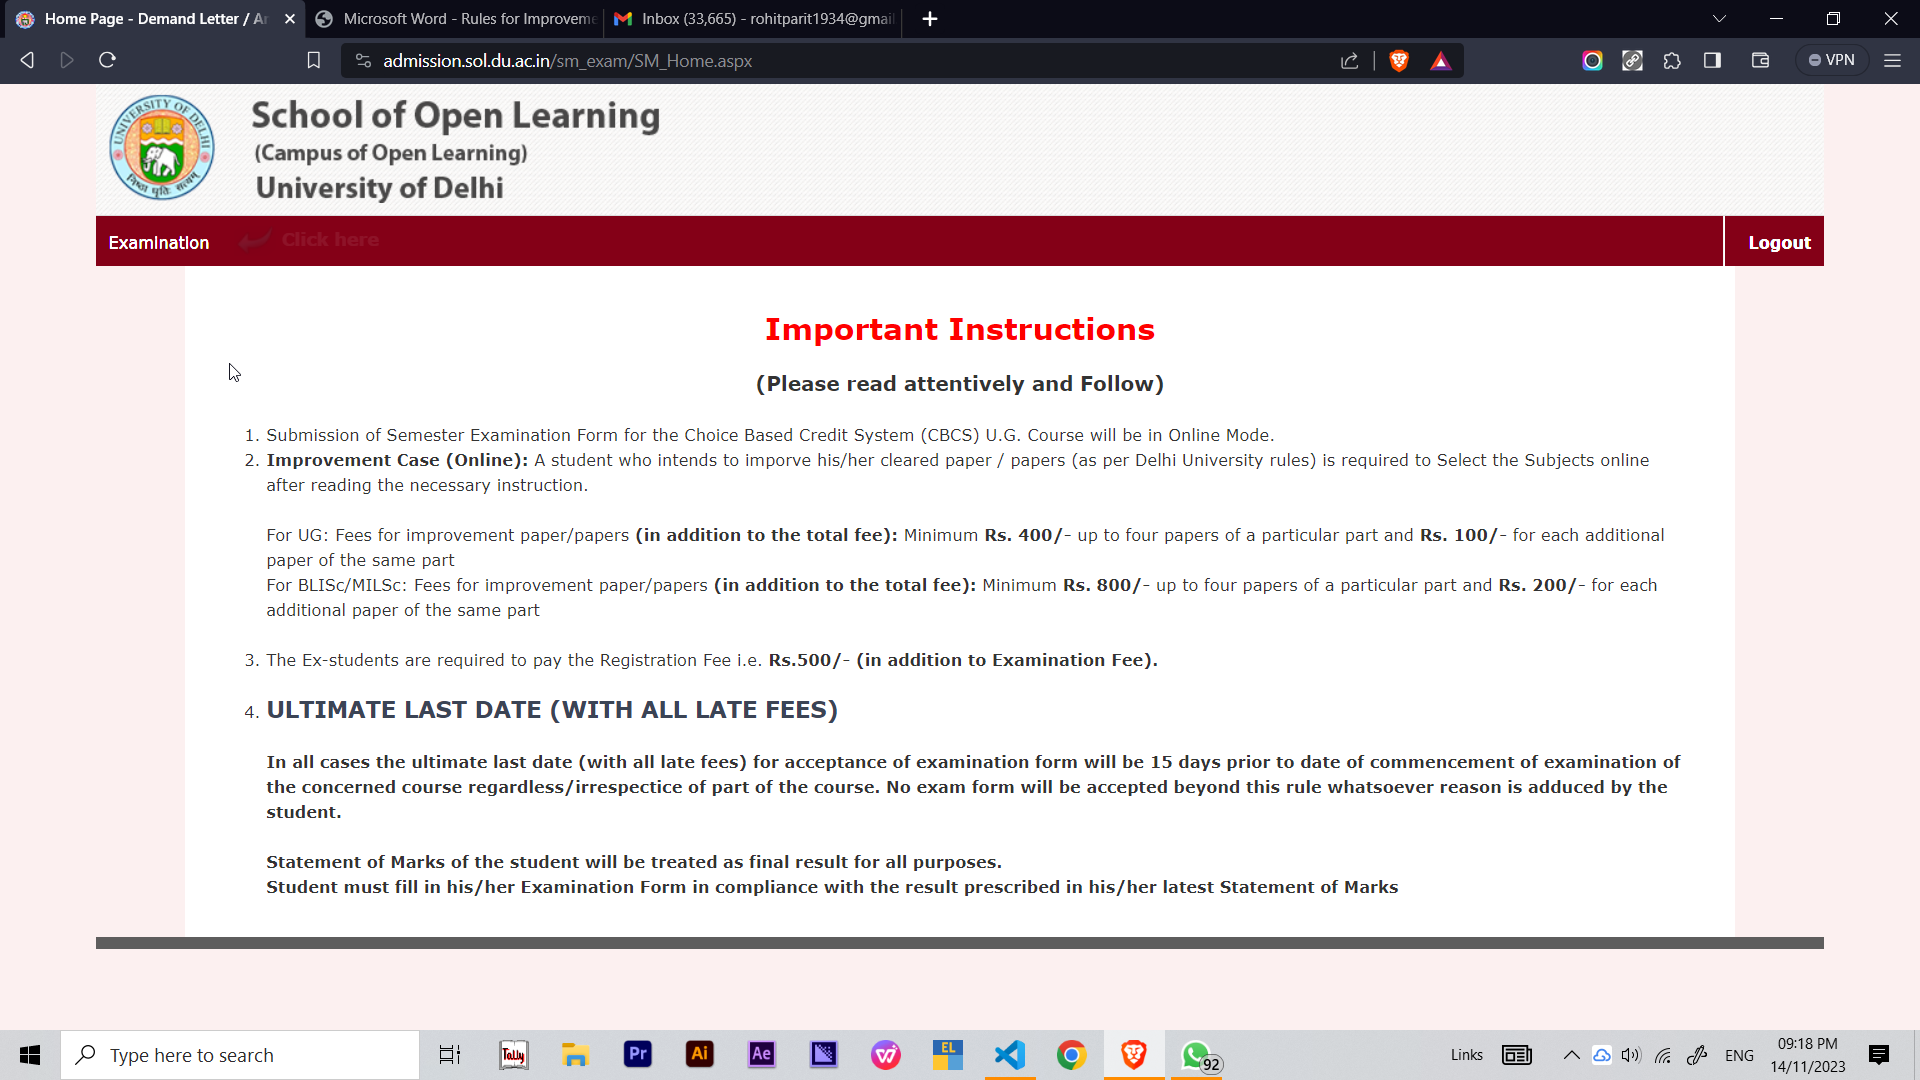 Home Page - Demand Letter / A
Microsoft Word - Rules for Improveme
Inbox (33,665) - rohitparit1934@gmai
admission.sol.du.ac.in/sm_exam/SM_Home.aspx
VPN
UNIVERSITY OF DELHI
निष्ठा धृति: सत्यम्
School of Open Learning
(Campus of Open Learning)
University of Delhi
Examination
Click here
Logout
Important Instructions
(Please read attentively and Follow)
1. Submission of Semester Examination Form for the Choice Based Credit System (CBCS) U.G. Course will be in Online Mode.
2. Improvement Case (Online): A student who intends to imporve his/her cleared paper / papers (as per Delhi University rules) is required to Select the Subjects online
after reading the necessary instruction.
For UG: Fees for improvement paper/papers (in addition to the total fee): Minimum Rs. 400/- up to four papers of a particular part and Rs. 100/- for each additional
paper of the same part
For BLISc/MILSc: Fees for improvement paper/papers (in addition to the total fee): Minimum Rs. 800/- up to four papers of a particular part and Rs. 200/- for each
additional paper of the same part
3. The Ex-students are required to pay the Registration Fee i.e. Rs.500/- (in addition to Examination Fee).
4. ULTIMATE LAST DATE (WITH ALL LATE FEES)
In all cases the ultimate last date (with all late fees) for acceptance of examination form will be 15 days prior to date of commencement of examination of
the concerned course regardless/irrespectice of part of the course. No exam form will be accepted beyond this rule whatsoever reason is adduced by the
student.
Statement of Marks of the student will be treated as final result for all purposes.
Student must fill in his/her Examination Form in compliance with the result prescribed in his/her latest Statement of Marks
Type here to search
Tally
Pr
Ai
Ae
EL
92
Links
ENG
09:18 PM
14/11/2023